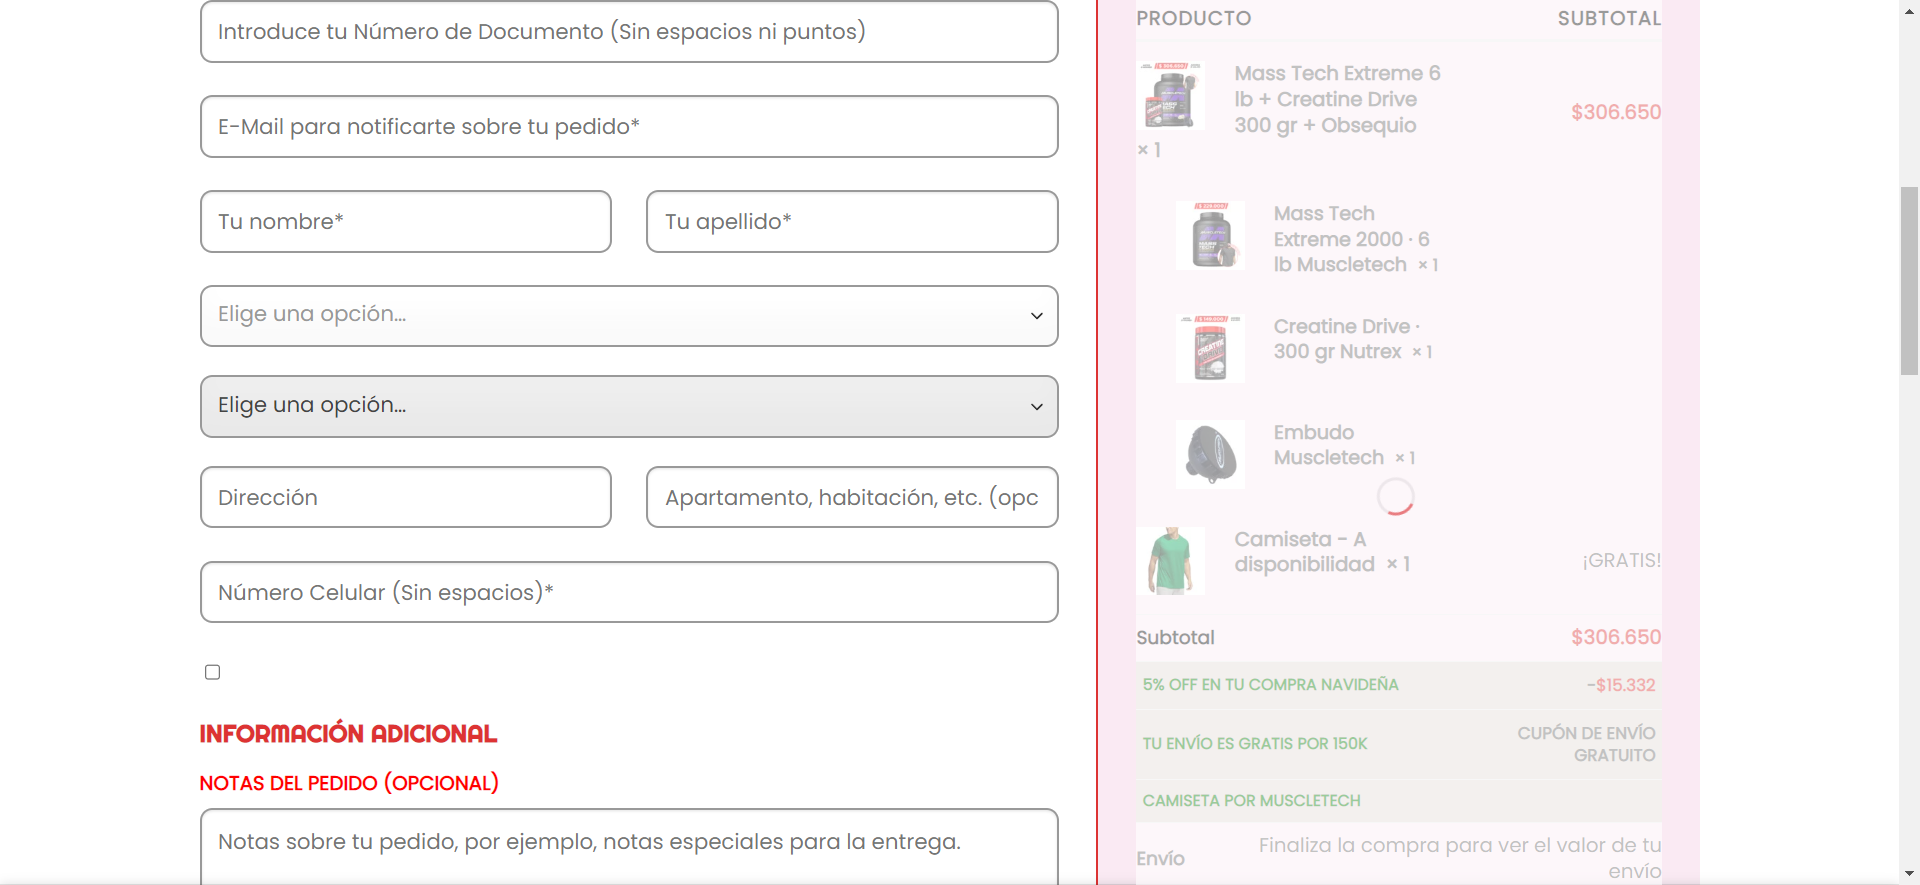 Introduce tu Número de Documento (Sin espacios ni puntos)
E-Mail para notificarte sobre tu pedido*
Tu nombre*
Tu apellido*
Elige una opción...
Elige una opción...
Dirección
Apartamento, habitación, etc. (opc
Número Celular (Sin espacios)*
INFORMACIÓN ADICIONAL
NOTAS DEL PEDIDO (OPCIONAL)
Notas sobre tu pedido, por ejemplo, notas especiales para la entrega.
PRODUCTO
SUBTOTAL
Mass Tech Extreme 6
lb + Creatine Drive
300 gr + Obsequio
× 1
$306.650
Mass Tech
Extreme 2000 · 6
lb Muscletech × 1
Creatine Drive ·
300 gr Nutrex × 1
Embudo
Muscletech × 1
Camiseta - A
disponibilidad × 1
¡GRATIS!
Subtotal
$306.650
5% OFF EN TU COMPRA NAVIDEÑA
-$15.332
TU ENVÍO ES GRATIS POR 150K
CUPÓN DE ENVÍO
GRATUITO
CAMISETA POR MUSCLETECH
Envío
Finaliza la compra para ver el valor de tu
envío